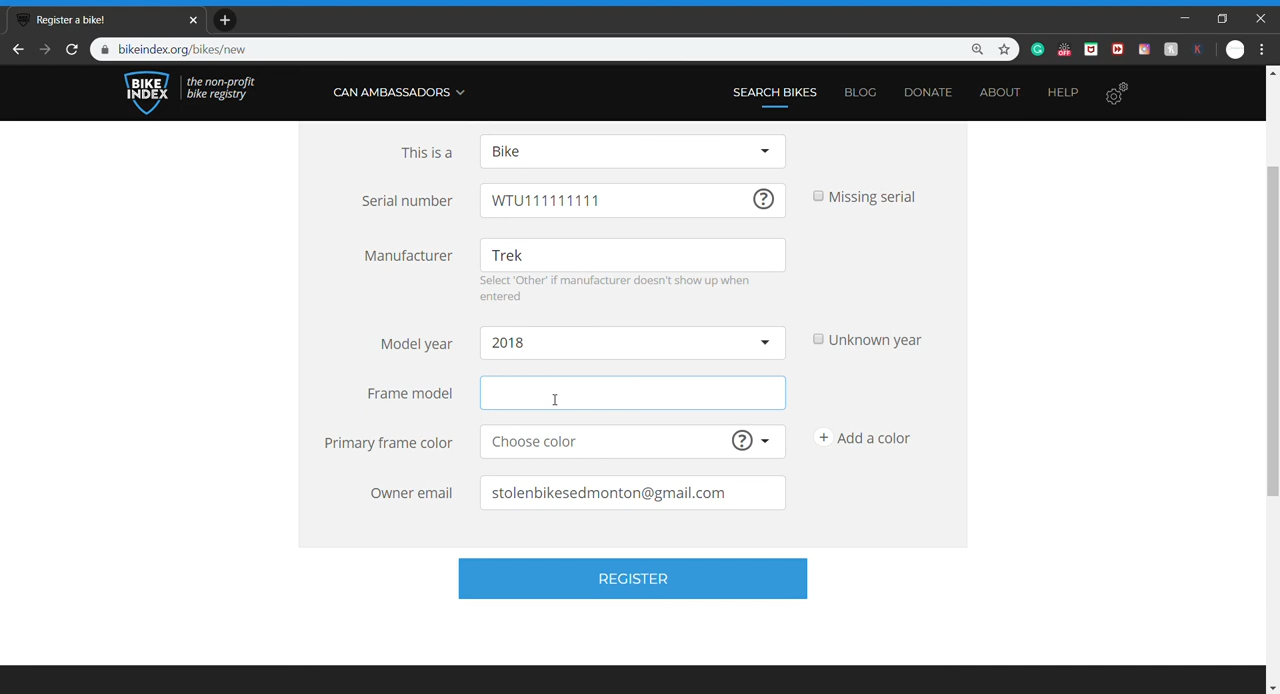 Register a bike!
bikeindex.org/bikes/new
OFF
BIKE INDEX
the non-profit
bike registry
CAN AMBASSADORS
SEARCH BIKES
BLOG
DONATE
ABOUT
HELP
This is a
Bike
Serial number
WTU111111111
?
Missing serial
Manufacturer
Trek
Select 'Other' if manufacturer doesn't show up when
entered
Model year
2018
Unknown year
Frame model
Primary frame color
Choose color
?
+ Add a color
Owner email
stolenbikesedmonton@gmail.com
REGISTER